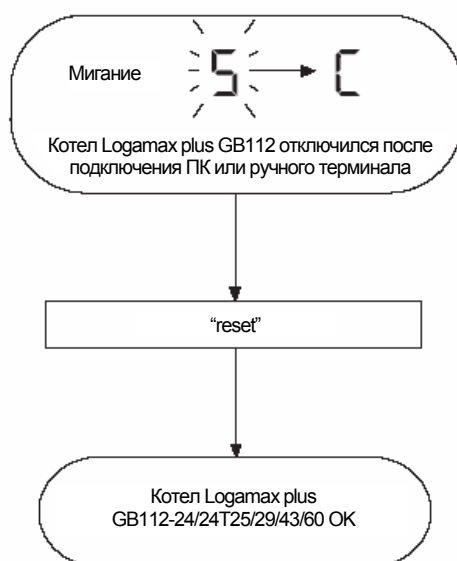 Мигание 5 C
Котел Logamax plus GB112 отключился после
подключения ПК или ручного терминала
“reset”
Котел Logamax plus
GB112-24/24T25/29/43/60 OK